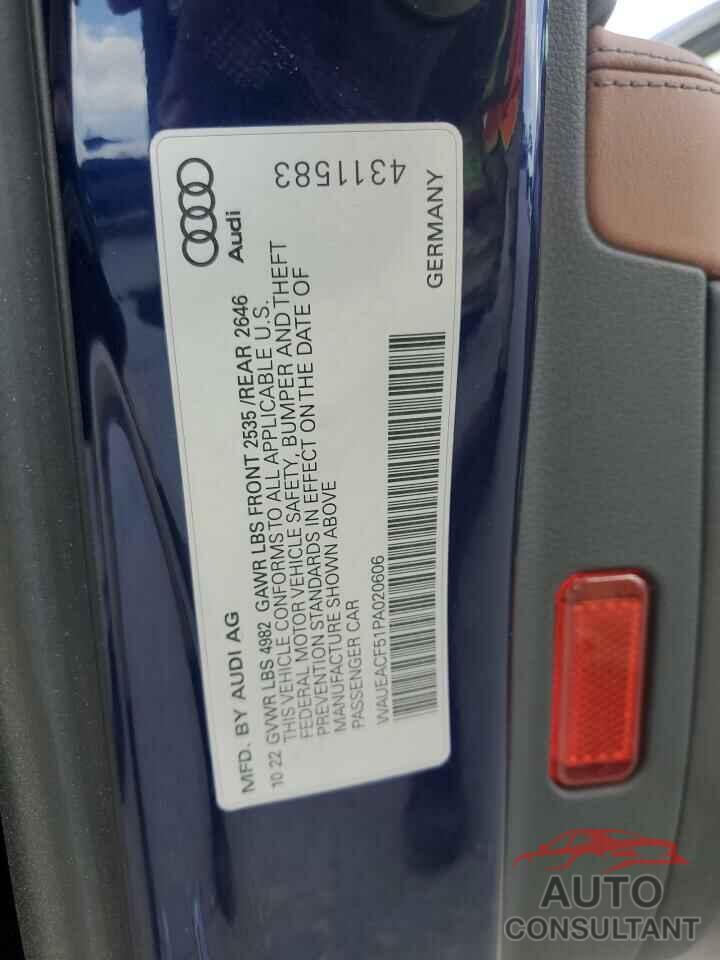 Audi
4311583
MFD. BY AUDI AG
GERMANY
10 22 GVWR LBS 4982 GAWR LBS FRONT 2535 /REAR 2646
THIS VEHICLE CONFORMS TO ALL APPLICABLE U.S.
FEDERAL MOTOR VEHICLE SAFETY, BUMPER AND THEFT
PREVENTION STANDARDS IN EFFECT ON THE DATE OF
MANUFACTURE SHOWN ABOVE
PASSENGER CAR
WAUEACF51PA020606
AUTO
CONSULTANT